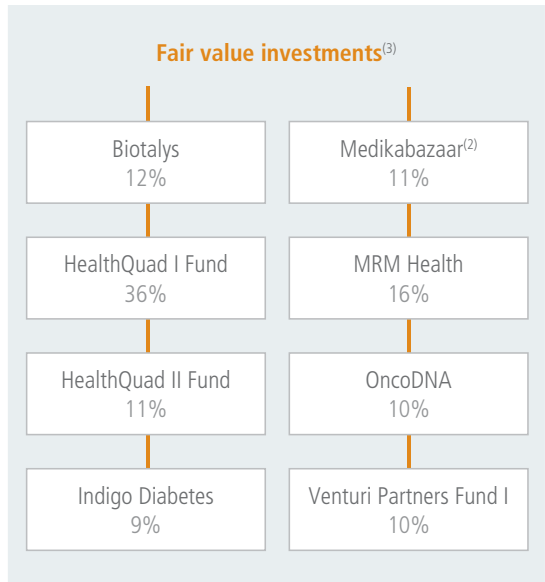 Fair value investments(3)
Biotalys
12%
Medikabazaar(2)
11%
HealthQuad I Fund
36%
MRM Health
16%
HealthQuad II Fund
11%
OncoDNA
10%
Indigo Diabetes
9%
Venturi Partners Fund I
10%